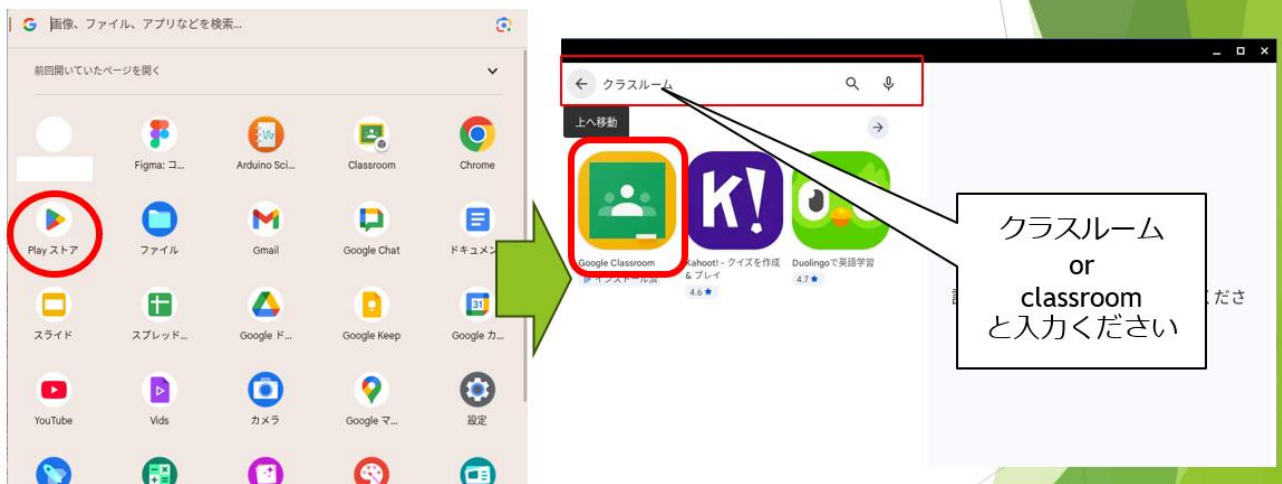 画像、ファイル、アプリなどを検索...
前回開いていたページを開く
Figma: コ...
Arduino Sci...
Classroom
Chrome
Play ストア
ファイル
Gmail
Google Chat
ドキュメン
スライド
スプレッド...
Google ド...
Google Keep
Google カ...
YouTube
Vids
カメラ
Google マ...
設定
クラスルーム
上へ移動
Google Classroom
インストール済
Kahoot! - クイズを作成
& プレイ
4.6★
Duolingoで英語学習
4.7★
クラスルーム
or
classroom
と入力ください
ださ